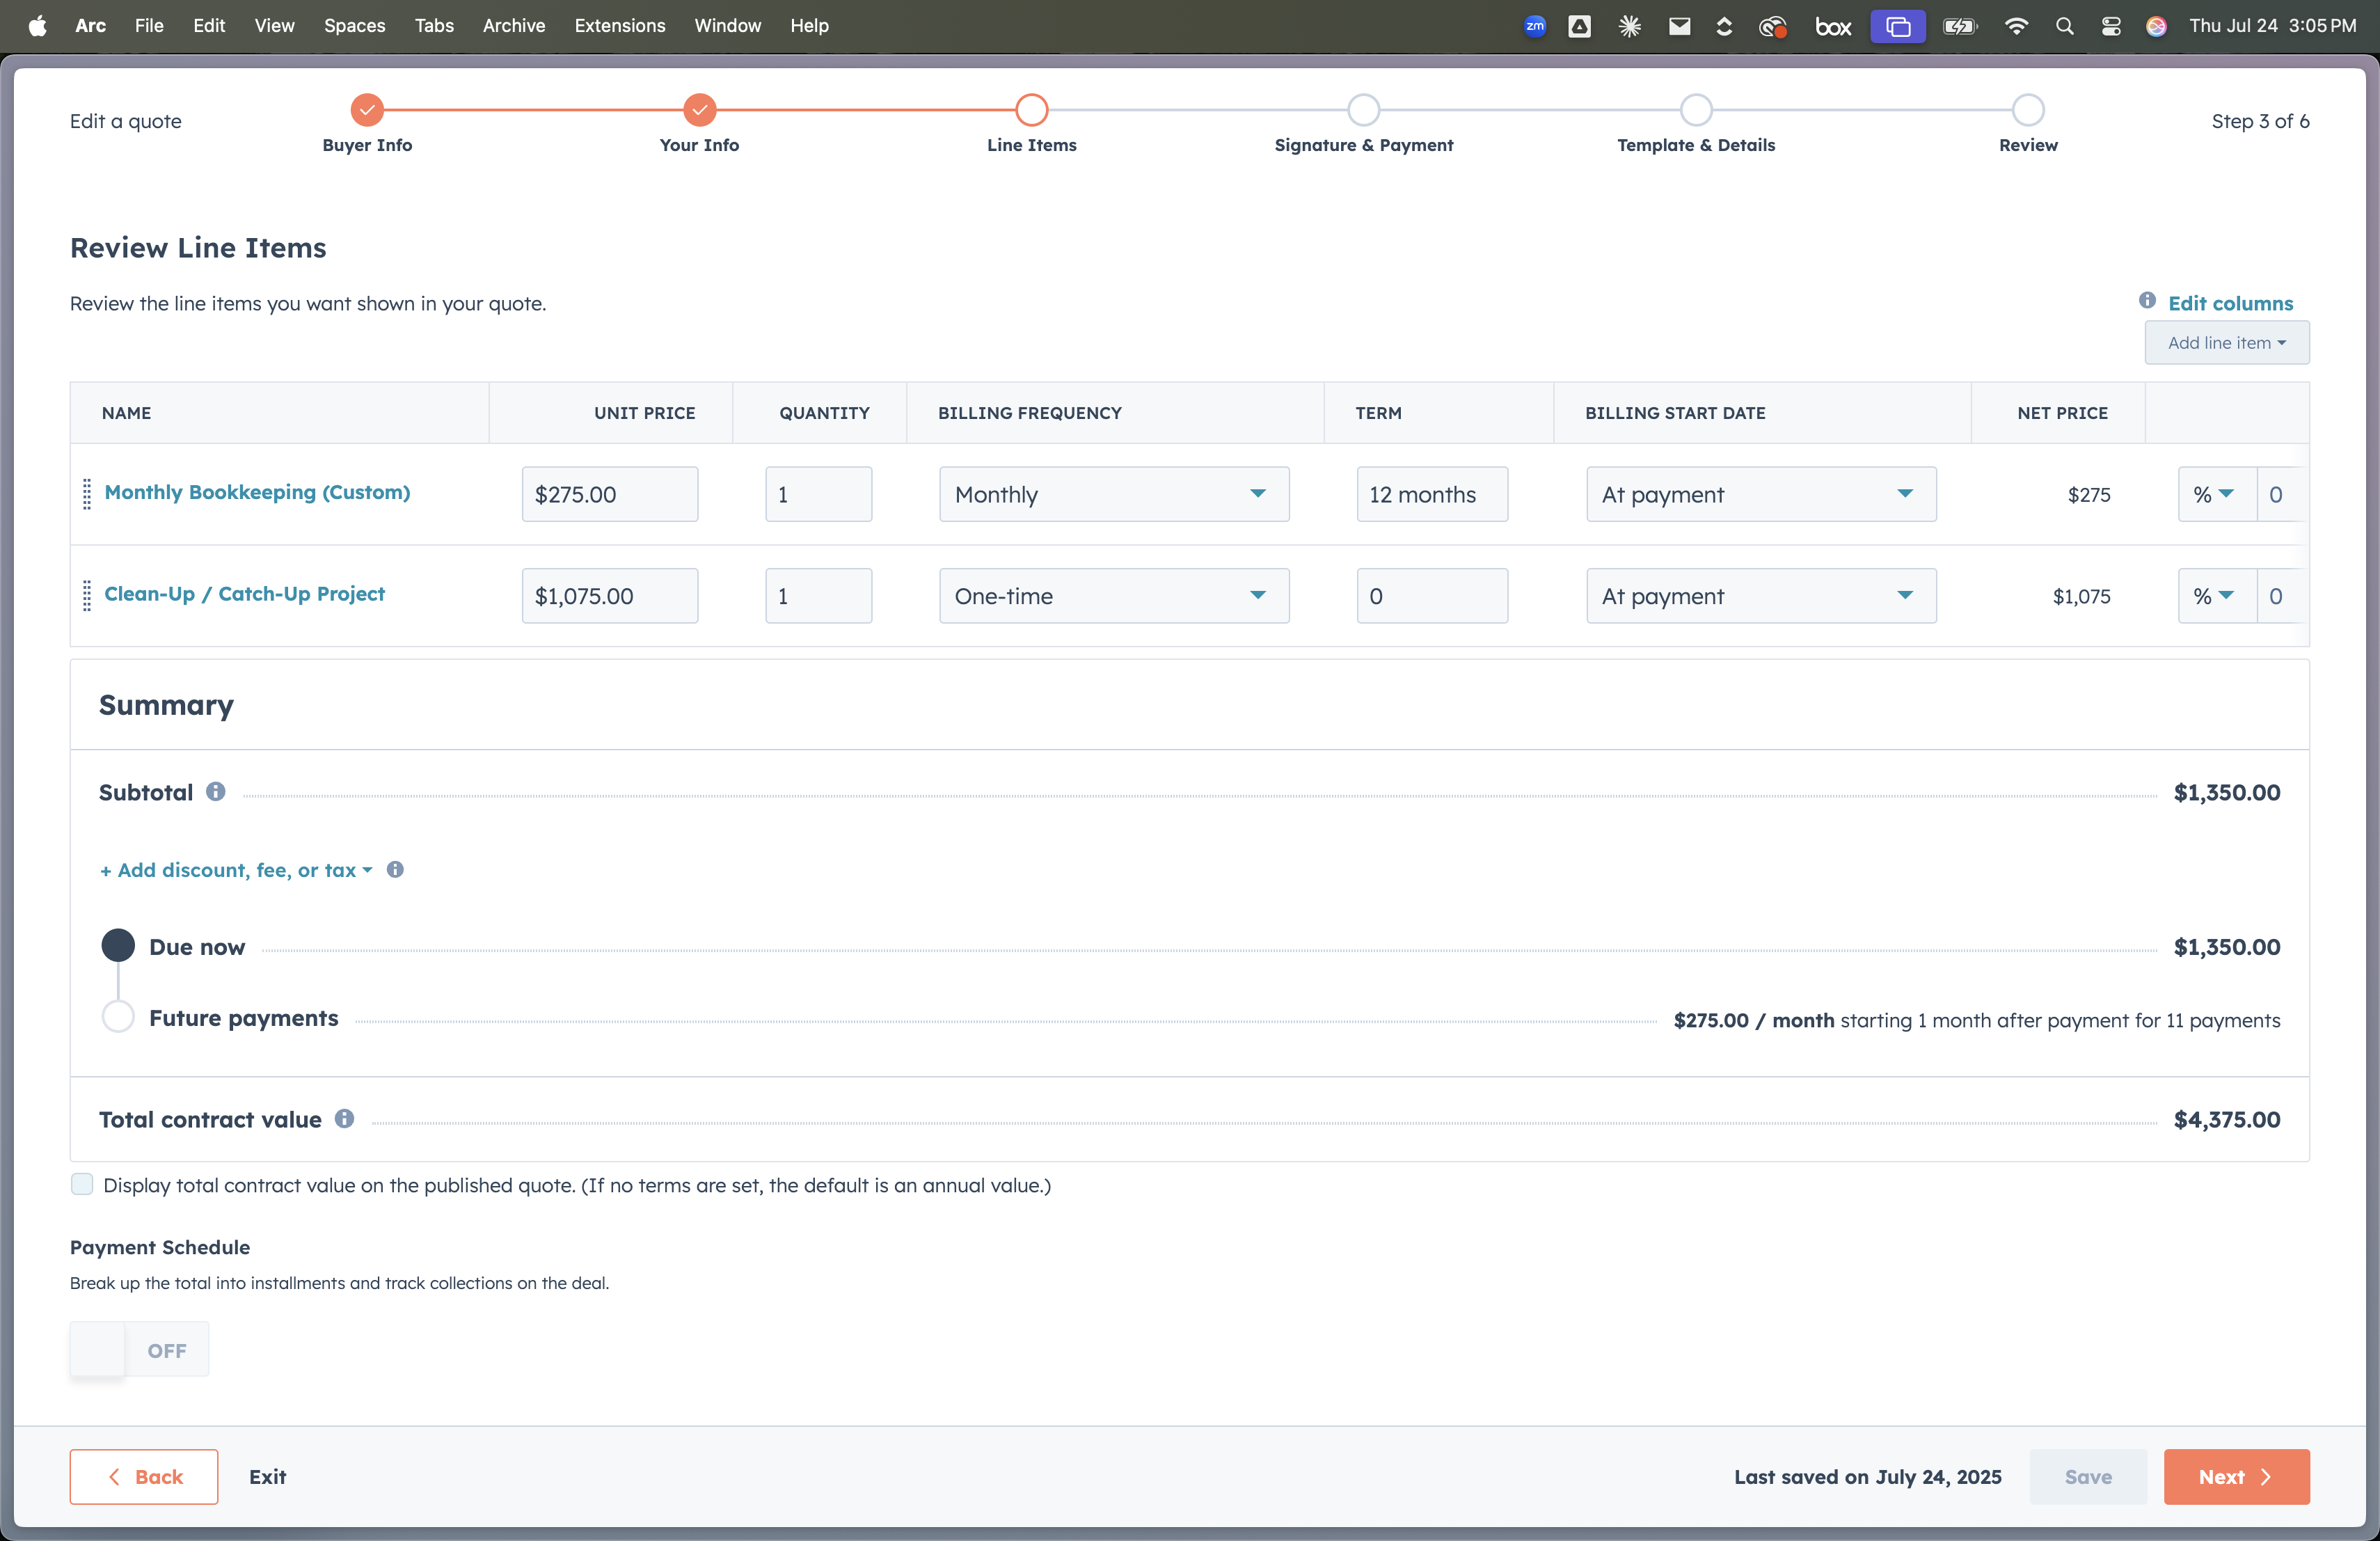 Arc File Edit View Spaces Tabs Archive Extensions Window Help zm box Thu Jul 24 3:05 PM
Edit a quote
Buyer Info
Your Info
Line Items
Signature & Payment
Template & Details
Review
Step 3 of 6
Review Line Items
Review the line items you want shown in your quote.
Edit columns
Add line item
NAME UNIT PRICE QUANTITY BILLING FREQUENCY TERM BILLING START DATE NET PRICE
Monthly Bookkeeping (Custom) $275.00 1 Monthly 12 months At payment $275 % 0
Clean-Up / Catch-Up Project $1,075.00 1 One-time 0 At payment $1,075 % 0
Summary
Subtotal $1,350.00
+ Add discount, fee, or tax
Due now $1,350.00
Future payments $275.00 / month starting 1 month after payment for 11 payments
Total contract value $4,375.00
Display total contract value on the published quote. (If no terms are set, the default is an annual value.)
Payment Schedule
Break up the total into installments and track collections on the deal.
OFF
Back Exit Last saved on July 24, 2025 Save Next